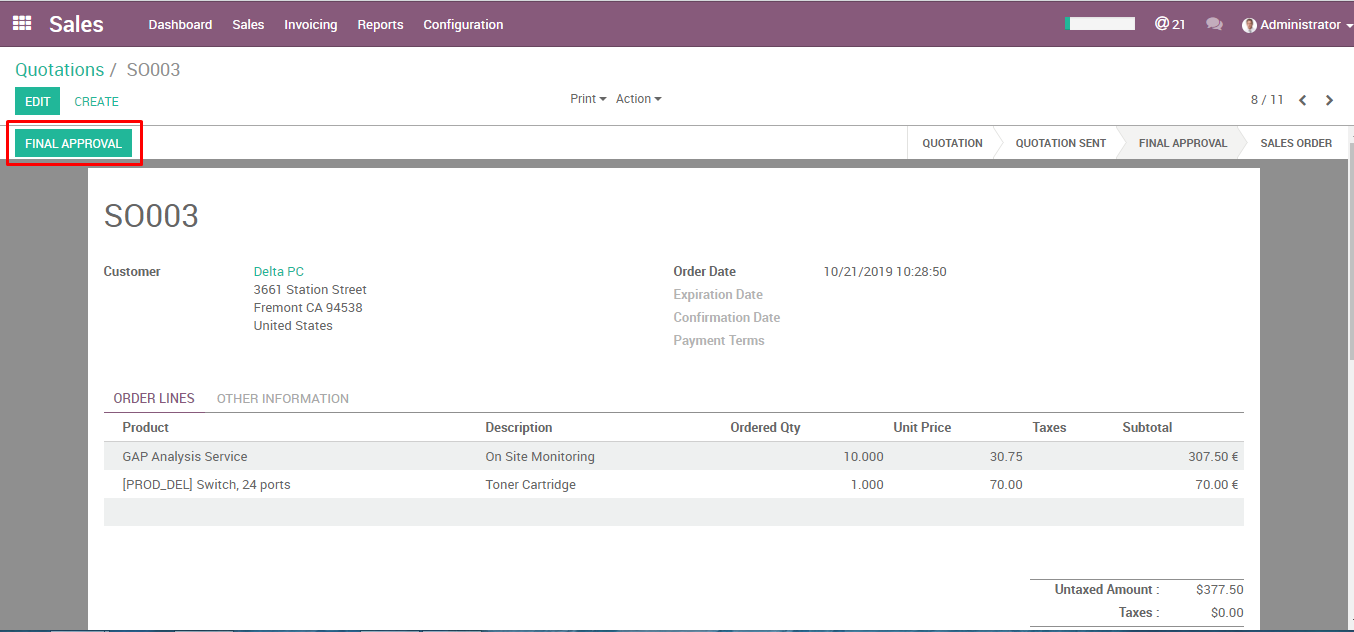 Sales Dashboard Sales Invoicing Reports Configuration @ 21 Administrator
Quotations / SO003
EDIT CREATE Print Action 8 / 11
FINAL APPROVAL QUOTATION QUOTATION SENT FINAL APPROVAL SALES ORDER
SO003
Customer Delta PC Order Date 10/21/2019 10:28:50
3661 Station Street Expiration Date
Fremont CA 94538 Confirmation Date
United States Payment Terms
ORDER LINES OTHER INFORMATION
Product Description Ordered Qty Unit Price Taxes Subtotal
GAP Analysis Service On Site Monitoring 10.000 30.75 307.50 €
[PROD_DEL] Switch, 24 ports Toner Cartridge 1.000 70.00 70.00 €
Untaxed Amount : $377.50
Taxes : $0.00